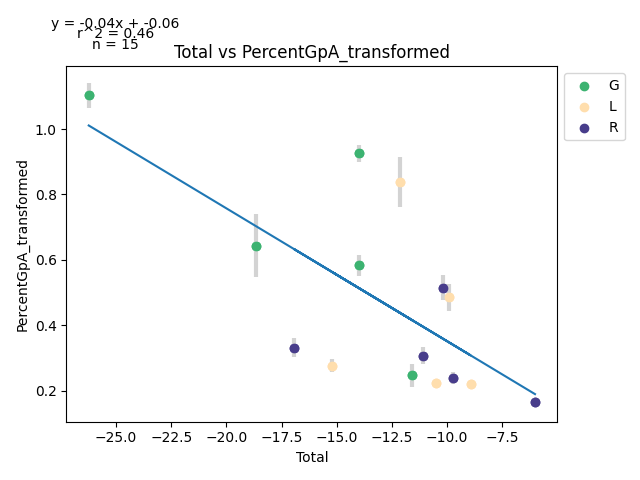 y = -0.04x + -0.06
r^2 = 0.46
n = 15
Total vs PercentGpA_transformed
G
L
R
PercentGpA_transformed
1.0
0.8
0.6
0.4
0.2
−25.0 −22.5 −20.0 −17.5 −15.0 −12.5 −10.0 −7.5
Total